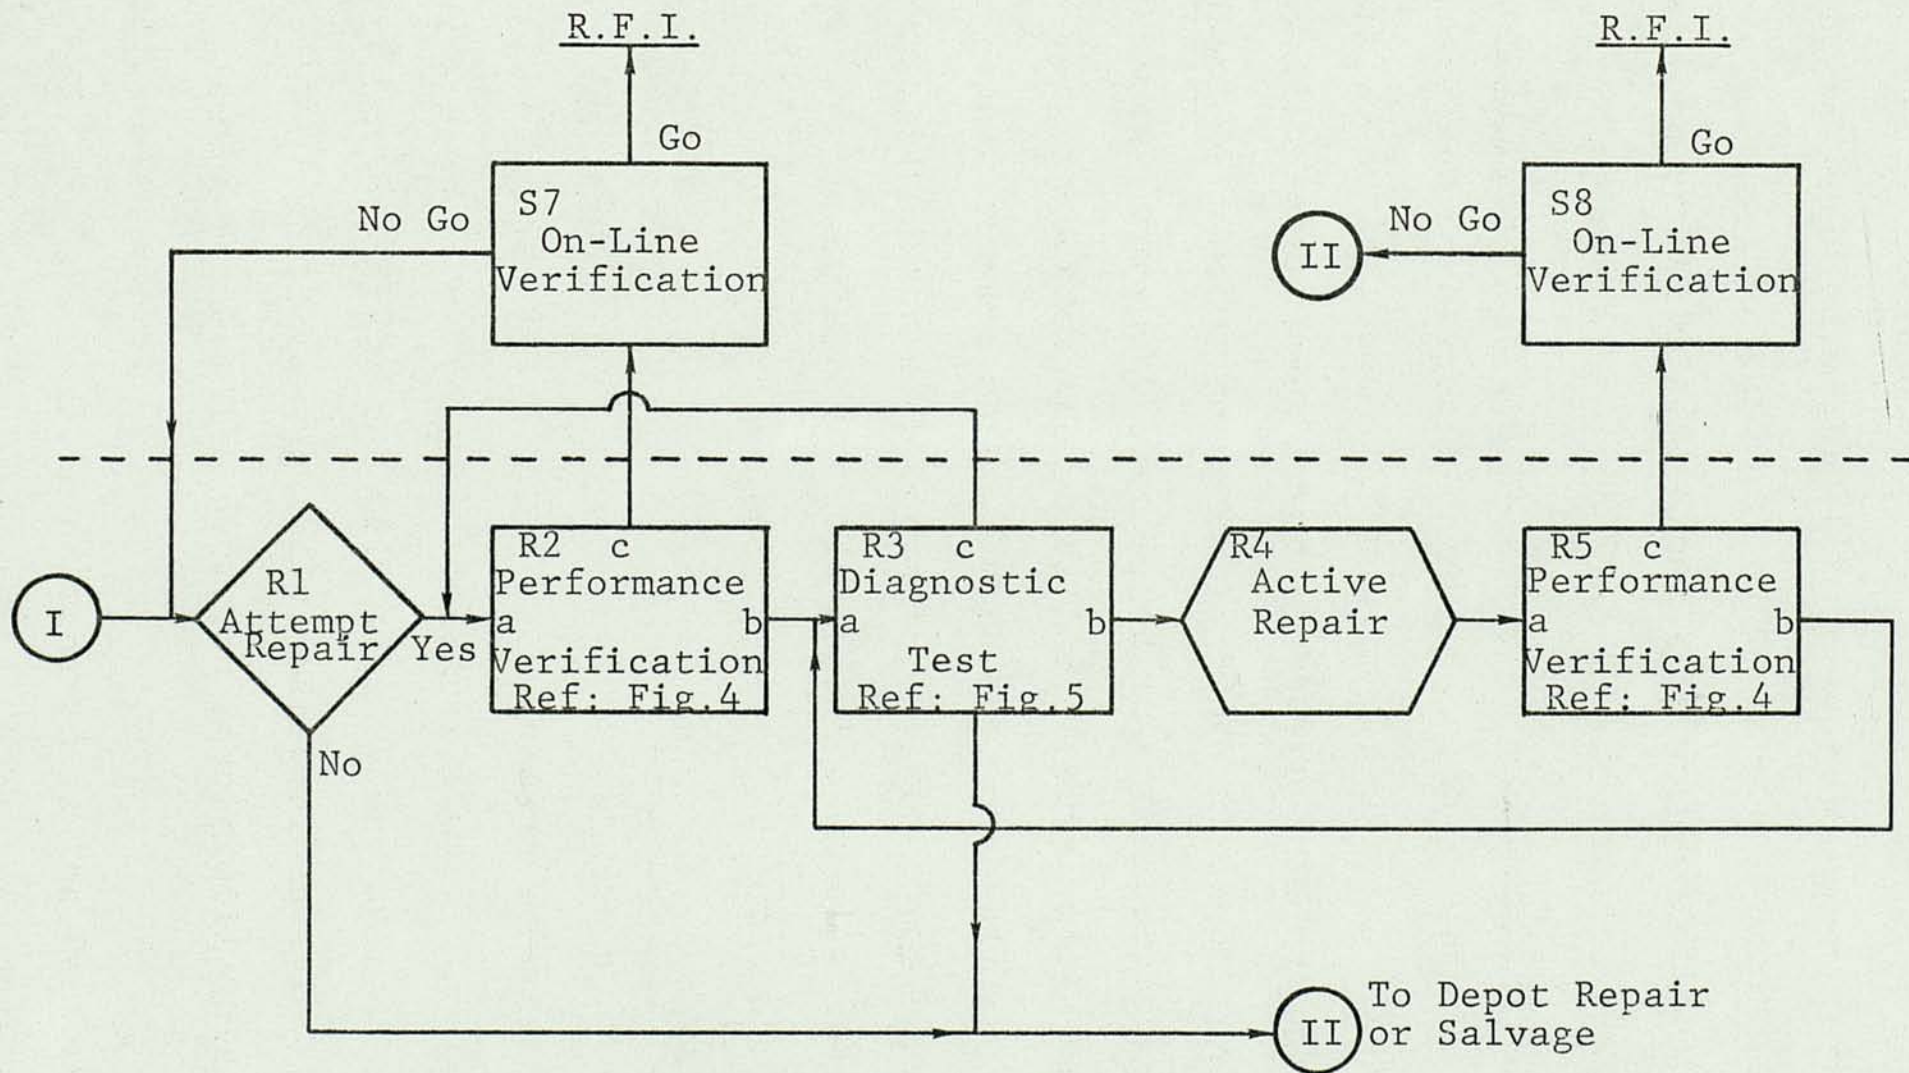 R.F.I.
R.F.I.
Go
Go
No Go
S7
On-Line
Verification
II
No Go
S8
On-Line
Verification
I
R1
Attempt
Repair
Yes
No
R2 c
Performance
a b
Verification
Ref: Fig.4
R3 c
Diagnostic
a b
Test
Ref: Fig.5
R4
Active
Repair
R5 c
Performance
a b
Verification
Ref: Fig.4
II
To Depot Repair
or Salvage